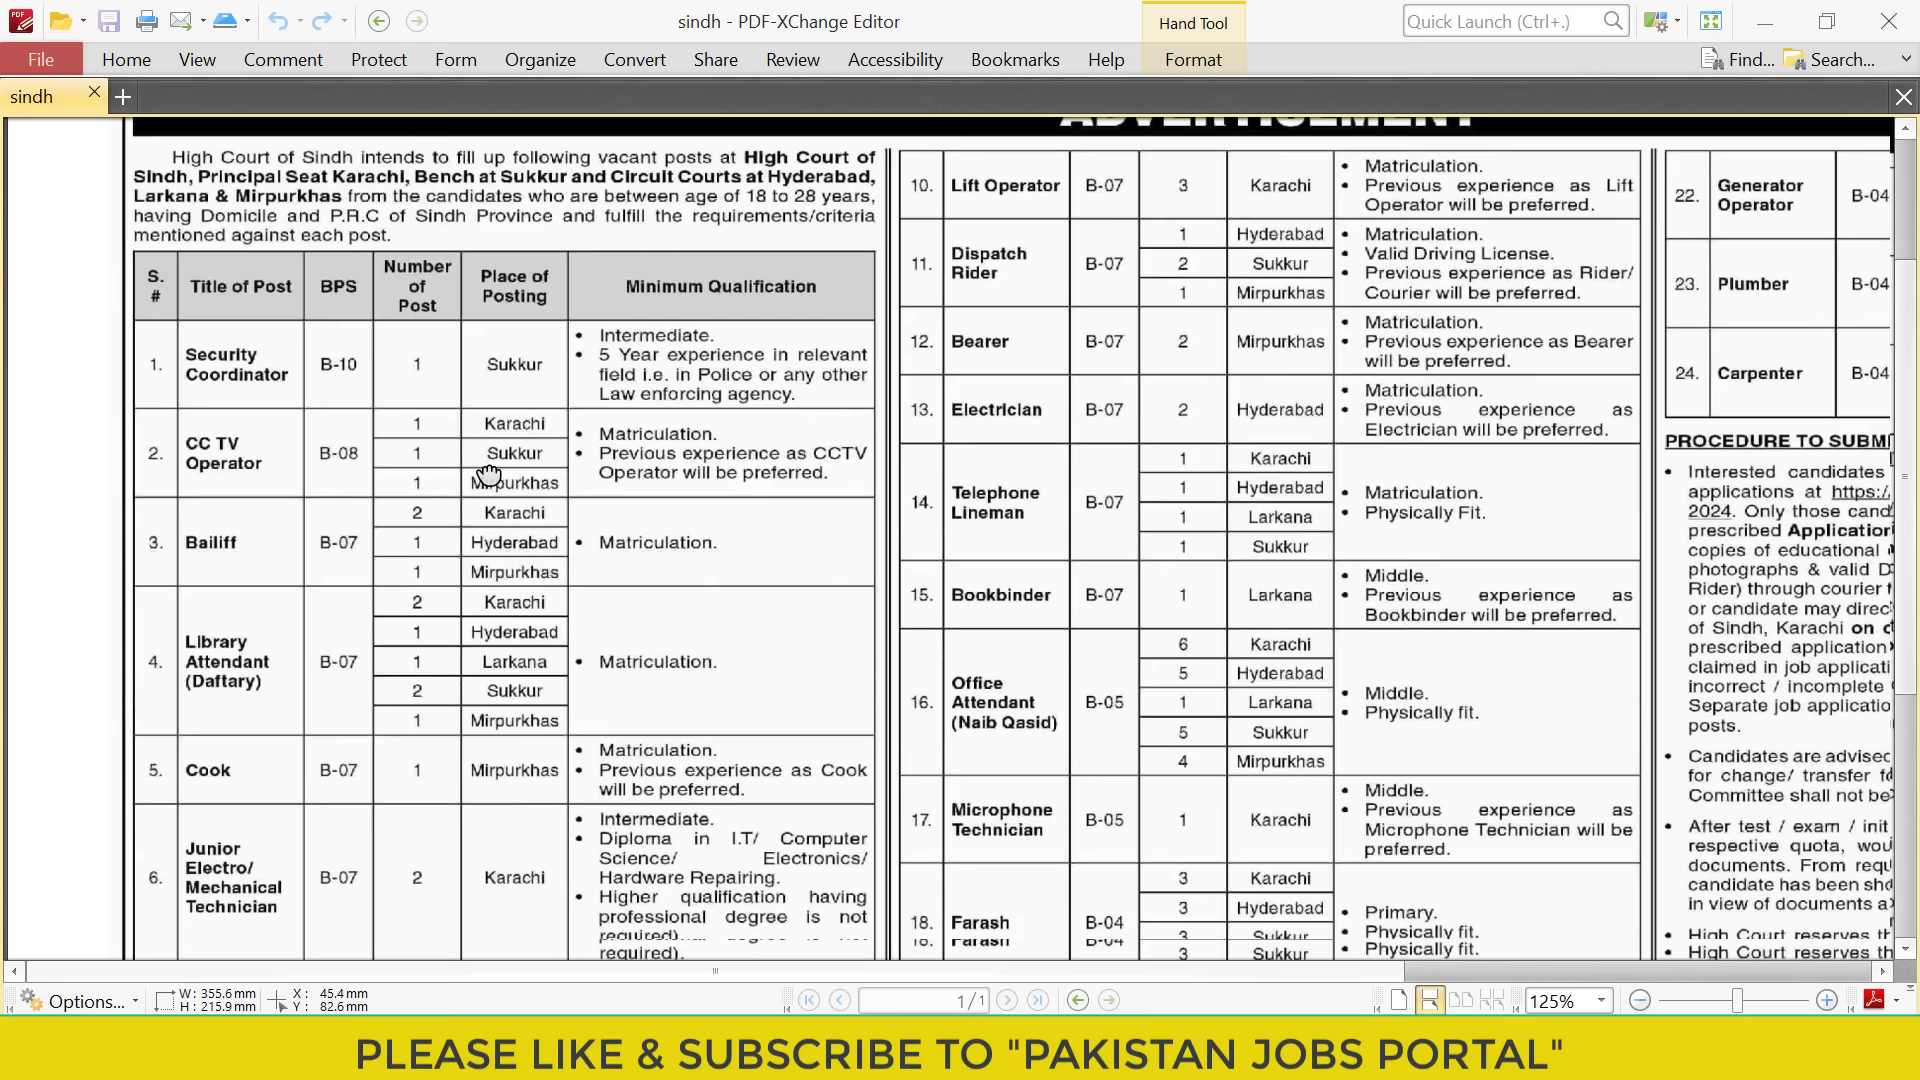 sindh - PDF-XChange Editor
Hand Tool
Quick Launch (Ctrl+.)
File
Home
View
Comment
Protect
Form
Organize
Convert
Share
Review
Accessibility
Bookmarks
Help
Format
Find...
Search...
sindh
ADVERTISEMENT
High Court of Sindh intends to fill up following vacant posts at High Court of
Sindh, Principal Seat Karachi, Bench at Sukkur and Circuit Courts at Hyderabad,
Larkana & Mirpurkhas from the candidates who are between age of 18 to 28 years,
having Domicile and P.R.C of Sindh Province and fulfill the requirements/criteria
mentioned against each post.
S. # Title of Post BPS Number of Post Place of Posting Minimum Qualification
1. Security Coordinator B-10 1 Sukkur
• Intermediate.
• 5 Year experience in relevant
field i.e. in Police or any other
Law enforcing agency.
2. CC TV Operator B-08
1 Karachi
1 Sukkur
1 Mirpurkhas
• Matriculation.
• Previous experience as CCTV
Operator will be preferred.
3. Bailiff B-07
2 Karachi
1 Hyderabad
1 Mirpurkhas
• Matriculation.
4. Library Attendant (Daftary) B-07
2 Karachi
1 Hyderabad
1 Larkana
2 Sukkur
1 Mirpurkhas
• Matriculation.
5. Cook B-07 1 Mirpurkhas
• Matriculation.
• Previous experience as Cook
will be preferred.
6. Junior Electro/ Mechanical Technician B-07 2 Karachi
• Intermediate.
• Diploma in I.T/ Computer
Science/ Electronics/
Hardware Repairing.
• Higher qualification having
professional degree is not
required).
required).
10. Lift Operator B-07 3 Karachi
• Matriculation.
• Previous experience as Lift
Operator will be preferred.
11. Dispatch Rider B-07
1 Hyderabad
2 Sukkur
1 Mirpurkhas
• Matriculation.
• Valid Driving License.
• Previous experience as Rider/
Courier will be preferred.
12. Bearer B-07 2 Mirpurkhas
• Matriculation.
• Previous experience as Bearer
will be preferred.
13. Electrician B-07 2 Hyderabad
• Matriculation.
• Previous experience as
Electrician will be preferred.
14. Telephone Lineman B-07
1 Karachi
1 Hyderabad
1 Larkana
1 Sukkur
• Matriculation.
• Physically Fit.
15. Bookbinder B-07 1 Larkana
• Middle.
• Previous experience as
Bookbinder will be preferred.
16. Office Attendant (Naib Qasid) B-05
6 Karachi
5 Hyderabad
1 Larkana
5 Sukkur
4 Mirpurkhas
• Middle.
• Physically fit.
17. Microphone Technician B-05 1 Karachi
• Middle.
• Previous experience as
Microphone Technician will be
preferred.
18. Farash B-04
3 Karachi
3 Hyderabad
3 Sukkur
3 Sukkur
• Primary.
• Physically fit.
• Physically fit.
22. Generator Operator B-04
23. Plumber B-04
24. Carpenter B-04
PROCEDURE TO SUBM
• Interested candidates
applications at https:/
2024. Only those cand
prescribed Application
copies of educational
photographs & valid D
Rider) through courier
or candidate may direc
of Sindh, Karachi on
prescribed application
claimed in job applicati
incorrect / incomplete
Separate job applicatio
posts.
• Candidates are advised
for change/ transfer
Committee shall not be
• After test / exam / init
respective quota, wou
documents. From requ
candidate has been sho
in view of documents a
• High Court reserves th
• High Court reserves th
Options...
W: 355.6 mm
H: 215.9 mm
X: 45.4 mm
Y: 82.6 mm
1 / 1
125%
PLEASE LIKE & SUBSCRIBE TO "PAKISTAN JOBS PORTAL"